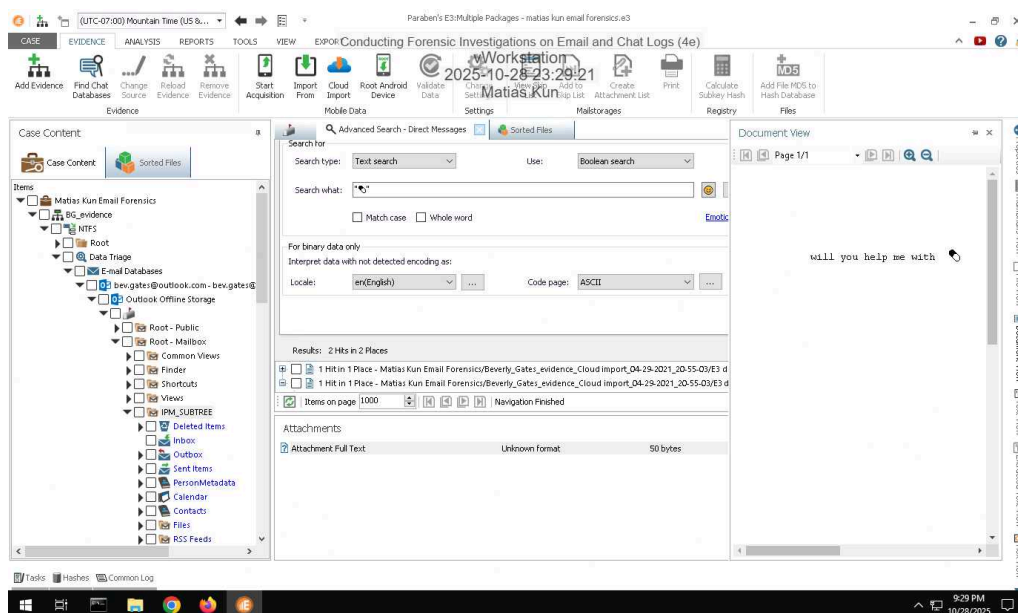 (UTC-07:00) Mountain Time (US &...
Paraben's E3:Multiple Packages - matias kun email forensics.e3
CASE EVIDENCE ANALYSIS REPORTS TOOLS VIEW EXPOR
Conducting Forensic Investigations on Email and Chat Logs (4e)
vWorkstation
2025-10-28 23:29:21
Matias Kun
Add Evidence
Find Chat Databases
Change Source
Reload Evidence
Remove Evidence
Start Acquisition
Import From
Cloud Import
Root Android Device
Validate Data
Create Attachment List
Print
Calculate Subkey Hash
Add File MD5 to Hash Database
Evidence
Mobile Data
Settings
Mailstorages
Registry
Files
Case Content
Case Content Sorted Files
Items
Matias Kun Email Forensics
BG_evidence
NTFS
Root
Data Triage
E-mail Databases
bev.gates@outlook.com - bev.gates@
Outlook Offline Storage
Root - Public
Root - Mailbox
Common Views
Finder
Shortcuts
Views
IPM_SUBTREE
Deleted Items
Inbox
Outbox
Sent Items
PersonMetadata
Calendar
Contacts
Files
RSS Feeds
Advanced Search - Direct Messages Sorted Files
Search for
Search type: Text search Use: Boolean search
Search what: "💊"
Match case Whole word Emotic
For binary data only
Interpret data with not detected encoding as:
Locale: en(English) ... Code page: ASCII ...
Results: 2 Hits in 2 Places
1 Hit in 1 Place - Matias Kun Email Forensics/Beverly_Gates_evidence_Cloud import_04-29-2021_20-55-03/E3 d
1 Hit in 1 Place - Matias Kun Email Forensics/Beverly_Gates_evidence_Cloud import_04-29-2021_20-55-03/E3 d
Items on page 1000 Navigation Finished
Attachments
Attachment Full Text Unknown format 50 bytes
Document View
Page 1/1
will you help me with 💊
Tasks Hashes Common Log
9:29 PM
10/28/2025